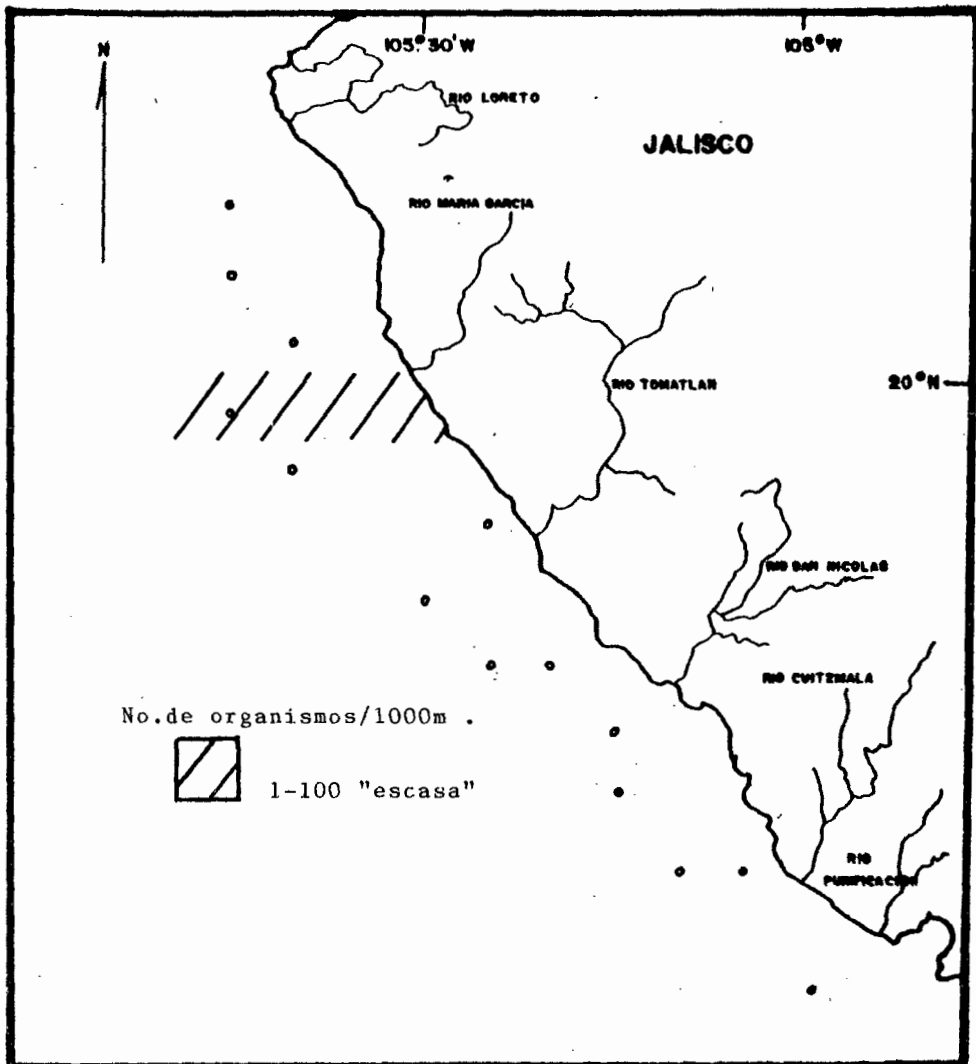 N
105°30'W
105°W
RIO LORETO
JALISCO
RIO MARIA GARCIA
RIO TOMATLAN
20°N
RIO SAN NICOLAS
RIO CUITZMALA
No.de organismos/1000m .
1-100 "escasa"
RIO
PURIFICACION